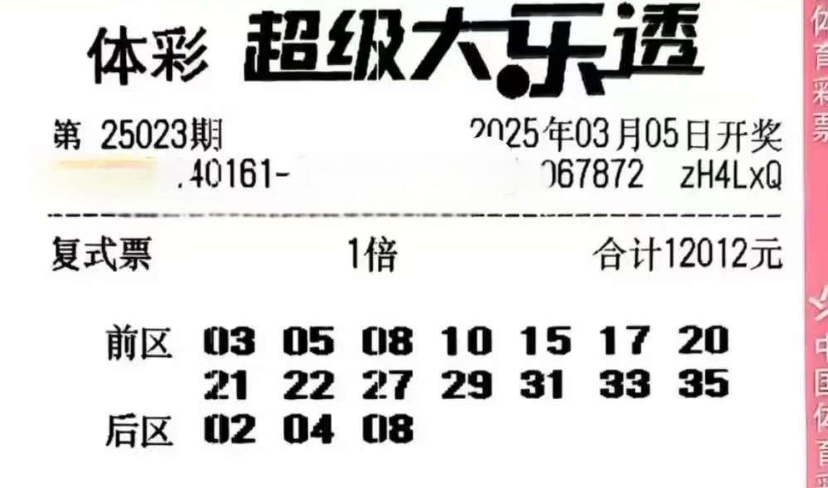 体彩 超级大乐透
第 25023期 2025年03月05日开奖
40161- 067872 zH4LxQ
复式票 1倍 合计12012元
前区 03 05 08 10 15 17 20
21 22 27 29 31 33 35
后区 02 04 08
体育彩票
中国体育彩